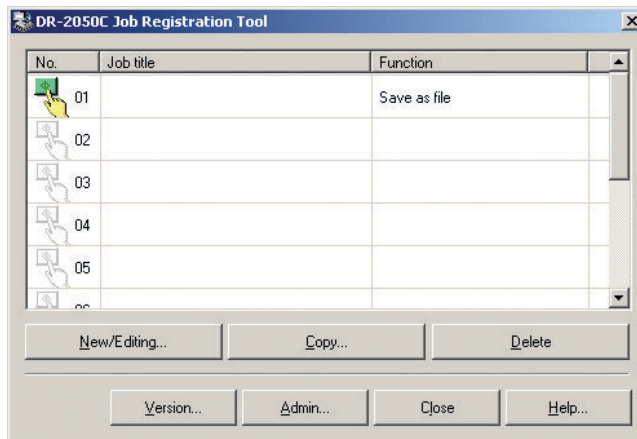 DR-2050C Job Registration Tool
No. Job title Function
01 Save as file
02
03
04
05
New/Editing... Copy... Delete
Version... Admin... Close Help...